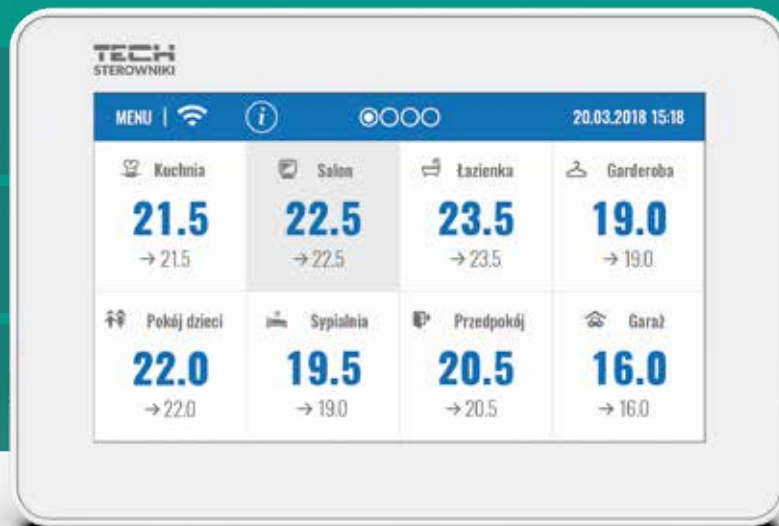 TECH
STEROWNIKI
MENU | i 20.03.2018 15:18
Kuchnia Salon Łazienka Garderoba
21.5 22.5 23.5 19.0
→ 21.5 → 22.5 → 23.5 → 19.0
Pokój dzieci Sypialnia Przedpokój Garaż
22.0 19.5 20.5 16.0
→ 22.0 → 19.0 → 20.5 → 16.0